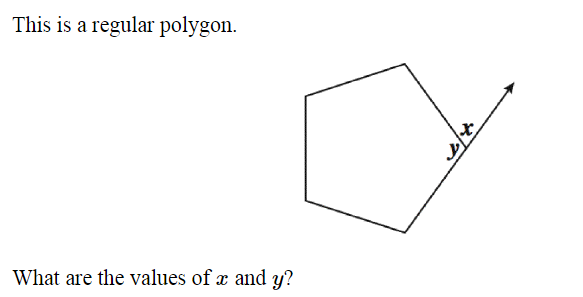 This is a regular polygon.
x
y
What are the values of x and y?